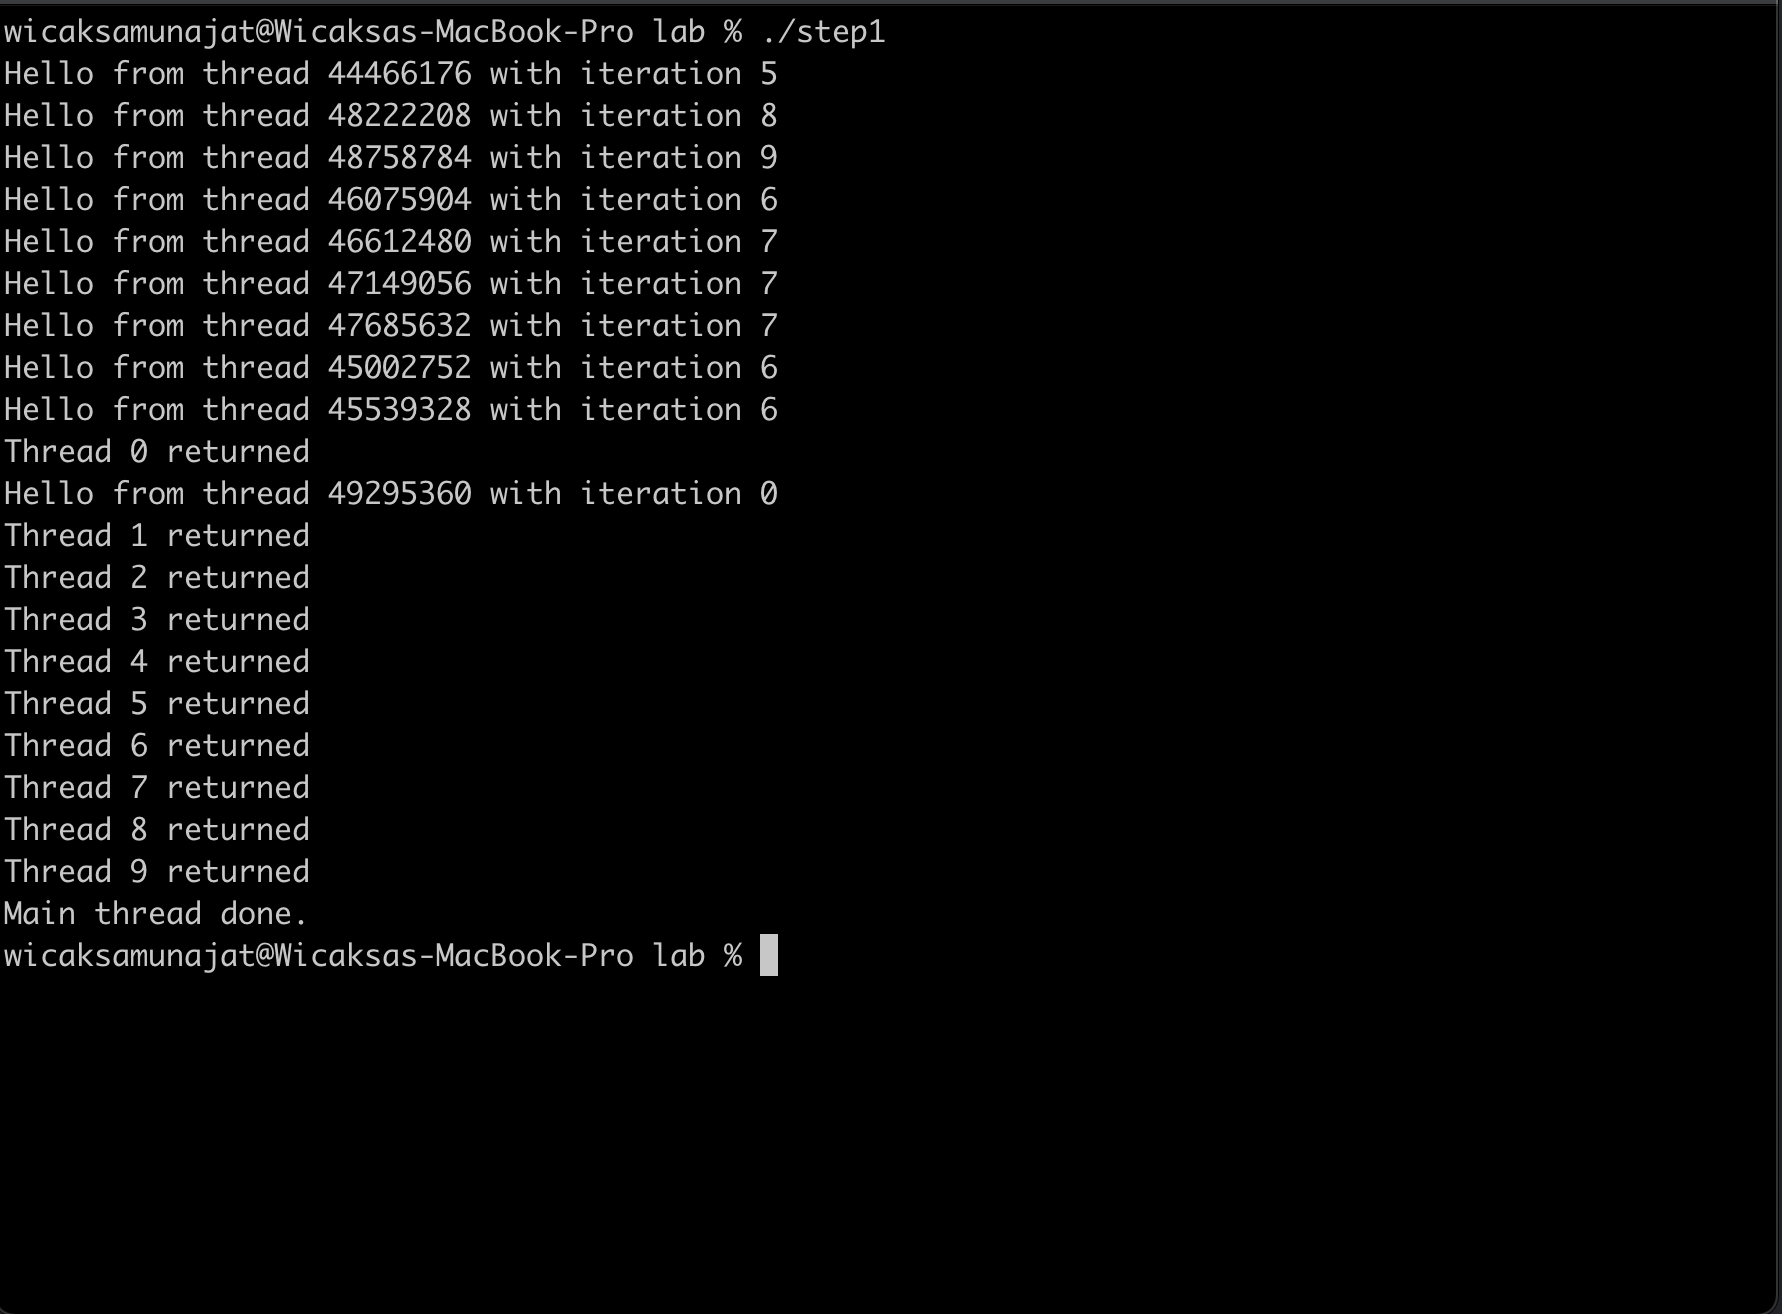 wicaksamunajat@Wicaksas-MacBook-Pro lab % ./step1
Hello from thread 44466176 with iteration 5
Hello from thread 48222208 with iteration 8
Hello from thread 48758784 with iteration 9
Hello from thread 46075904 with iteration 6
Hello from thread 46612480 with iteration 7
Hello from thread 47149056 with iteration 7
Hello from thread 47685632 with iteration 7
Hello from thread 45002752 with iteration 6
Hello from thread 45539328 with iteration 6
Thread 0 returned
Hello from thread 49295360 with iteration 0
Thread 1 returned
Thread 2 returned
Thread 3 returned
Thread 4 returned
Thread 5 returned
Thread 6 returned
Thread 7 returned
Thread 8 returned
Thread 9 returned
Main thread done.
wicaksamunajat@Wicaksas-MacBook-Pro lab %